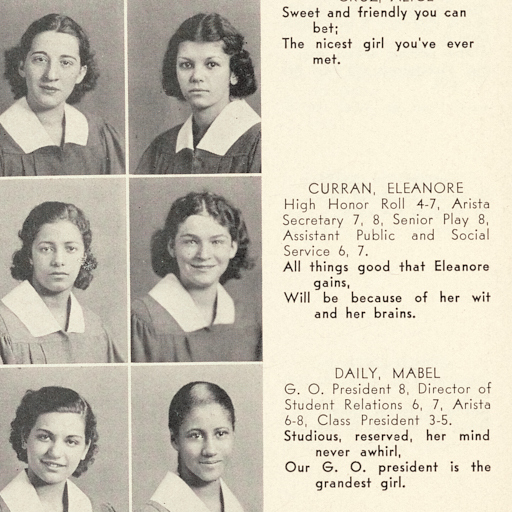 Sweet and friendly you can
bet;
The nicest girl you've ever
met.
CURRAN, ELEANORE
High Honor Roll 4-7, Arista
Secretary 7, 8, Senior Play 8,
Assistant Public and Social
Service 6, 7.
All things good that Eleanore
gains,
Will be because of her wit
and her brains.
DAILY, MABEL
G. O. President 8, Director of
Student Relations 6, 7, Arista
6-8, Class President 3-5.
Studious, reserved, her mind
never awhirl,
Our G. O. president is the
grandest girl.